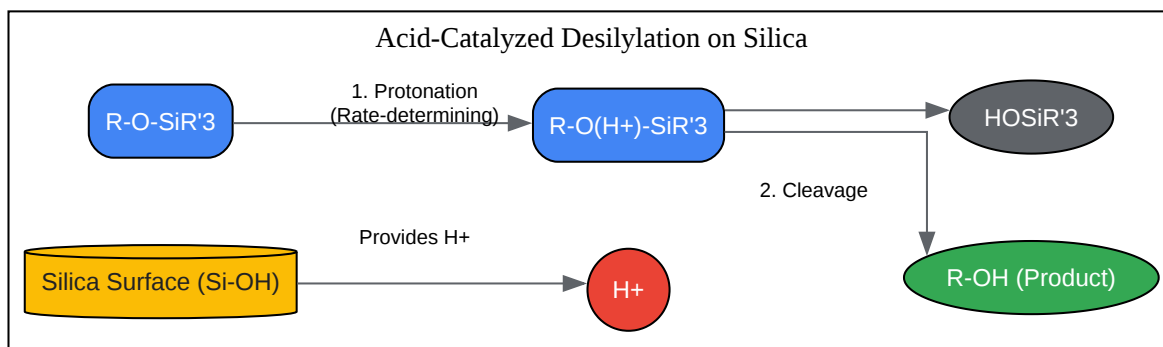 Acid-Catalyzed Desilylation on Silica
R-O-SiR'3
1. Protonation
(Rate-determining)
R-O(H+)-SiR'3
HOSiR'3
2. Cleavage
Silica Surface (Si-OH)
Provides H+
H+
R-OH (Product)